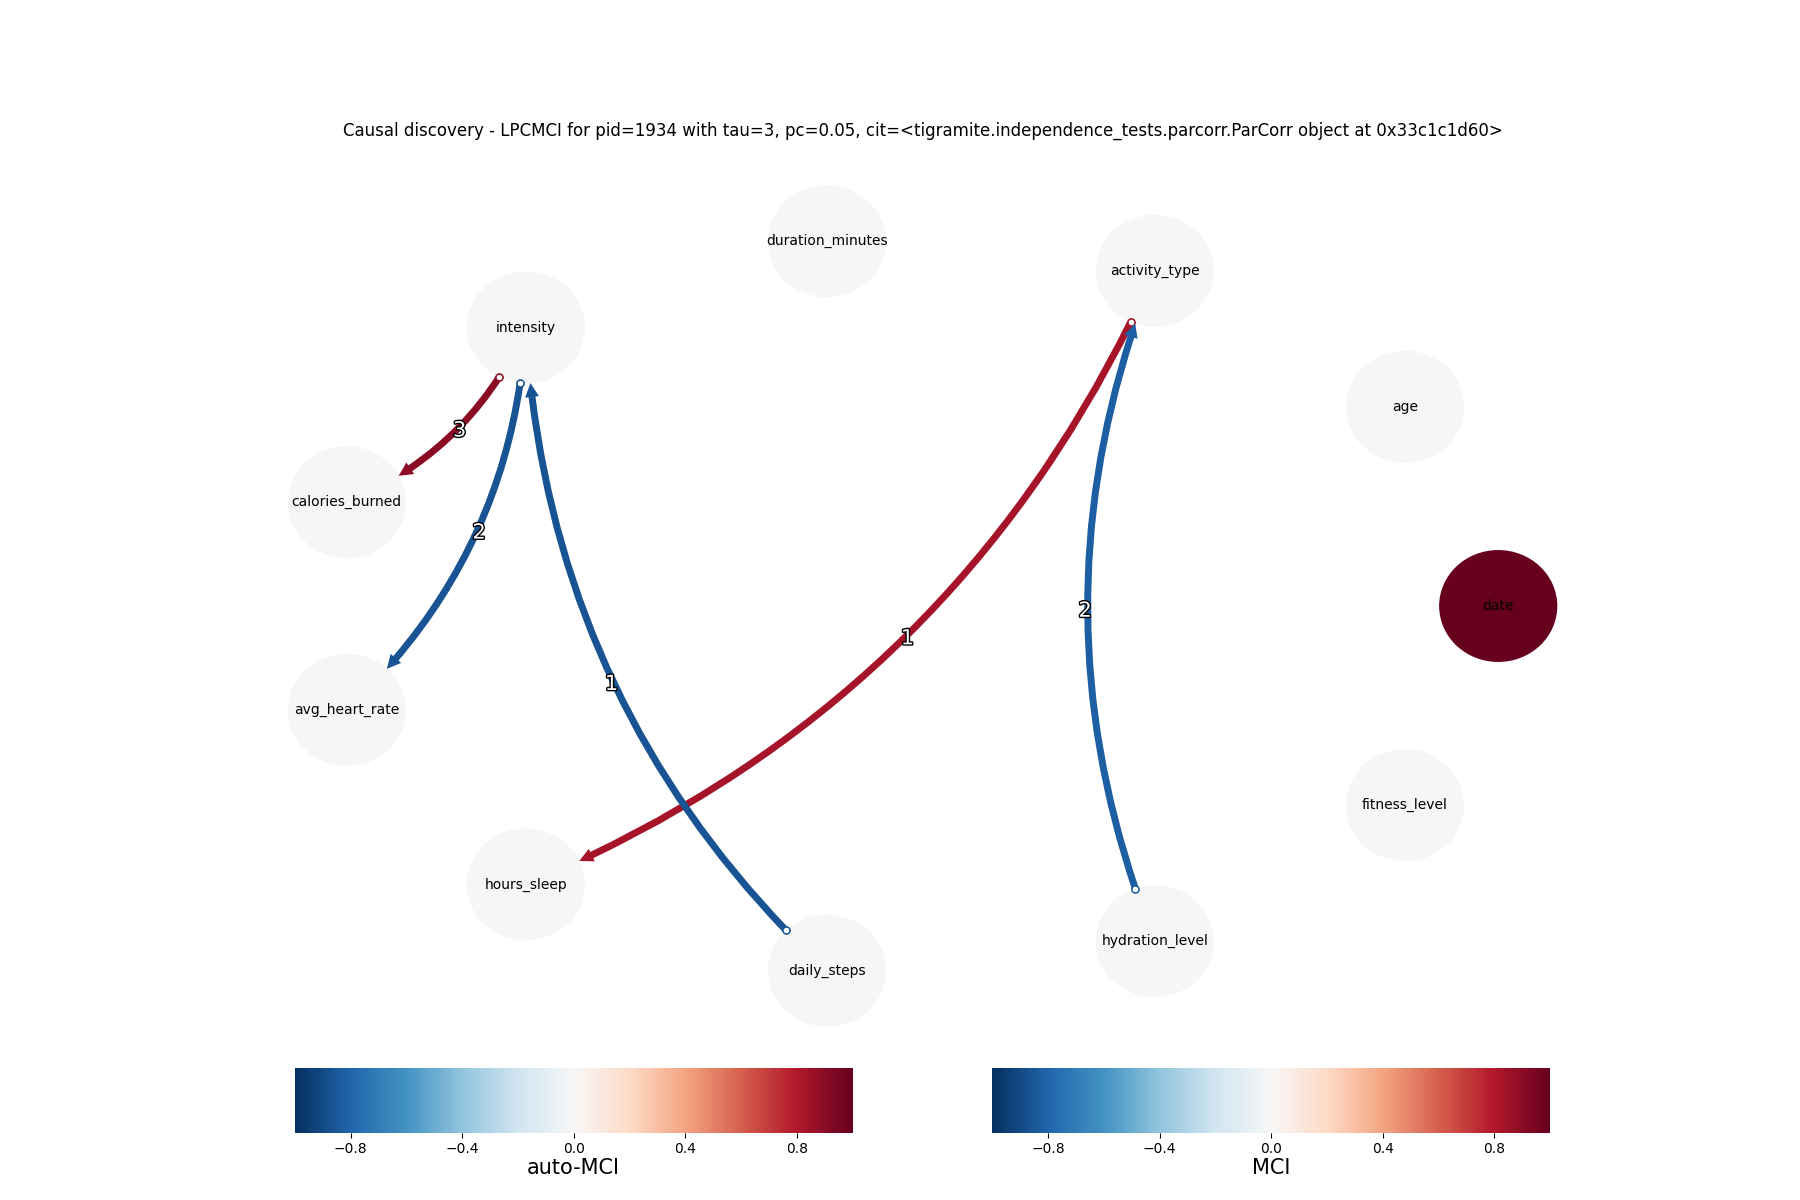 Causal discovery - LPCMCI for pid=1934 with tau=3, pc=0.05, cit=<tigramite.independence_tests.parcorr.ParCorr object at 0x33c1c1d60>
duration_minutes
activity_type
intensity
age
3
calories_burned
2
date
2
1
1
avg_heart_rate
fitness_level
hours_sleep
hydration_level
daily_steps
−0.8 −0.4 0.0 0.4 0.8
auto-MCI
−0.8 −0.4 0.0 0.4 0.8
MCI